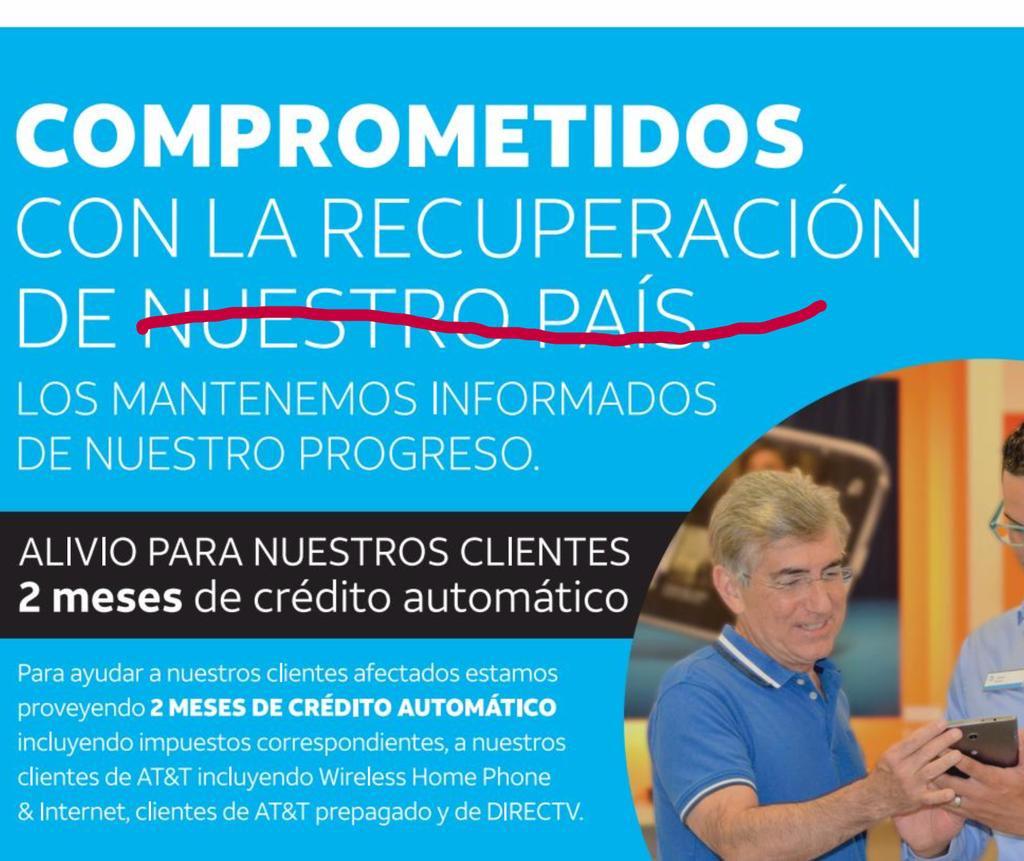 COMPROMETIDOS
CON LA RECUPERACIÓN
DE NUESTRO PAÍS.
LOS MANTENEMOS INFORMADOS
DE NUESTRO PROGRESO.
ALIVIO PARA NUESTROS CLIENTES
2 meses de crédito automático
Para ayudar a nuestros clientes afectados estamos
proveyendo 2 MESES DE CRÉDITO AUTOMÁTICO
incluyendo impuestos correspondientes, a nuestros
clientes de AT&T incluyendo Wireless Home Phone
& Internet, clientes de AT&T prepagado y de DIRECTV.